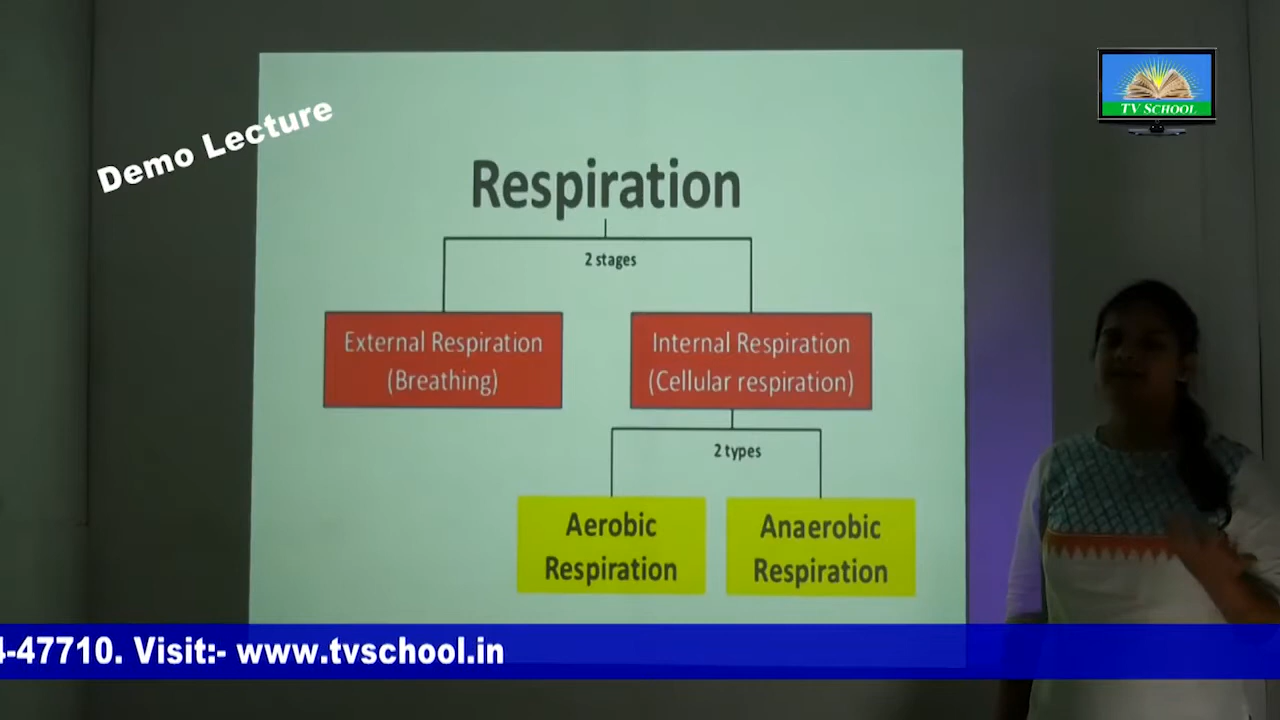 TV SCHOOL
Demo Lecture
Respiration
2 stages
External Respiration
(Breathing)
Internal Respiration
(Cellular respiration)
2 types
Aerobic
Respiration
Anaerobic
Respiration
4-47710. Visit:- www.tvschool.in